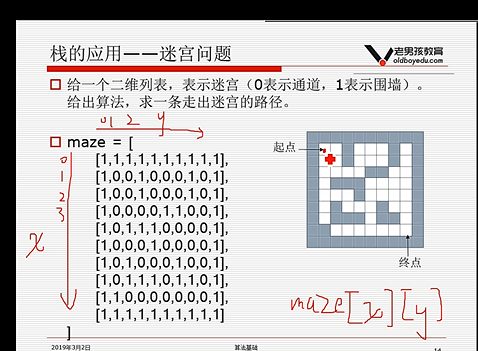 栈的应用——迷宫问题
老男孩教育
oldboyedu.com
给一个二维列表，表示迷宫（0表示通道，1表示围墙）。
给出算法，求一条走出迷宫的路径。
0 1 2 y
maze = [
0
[1,1,1,1,1,1,1,1,1,1],
1
[1,0,0,1,0,0,0,1,0,1],
2
[1,0,0,1,0,0,0,1,0,1],
3
[1,0,0,0,0,1,1,0,0,1],
[1,0,1,1,1,0,0,0,0,1],
x
[1,0,0,0,1,0,0,0,0,1],
[1,0,1,0,0,0,1,0,0,1],
[1,0,1,1,1,0,1,1,0,1],
[1,1,0,0,0,0,0,0,0,1],
[1,1,1,1,1,1,1,1,1,1]
]
起点
终点
maze[x][y]
2019年3月2日
算法基础
14